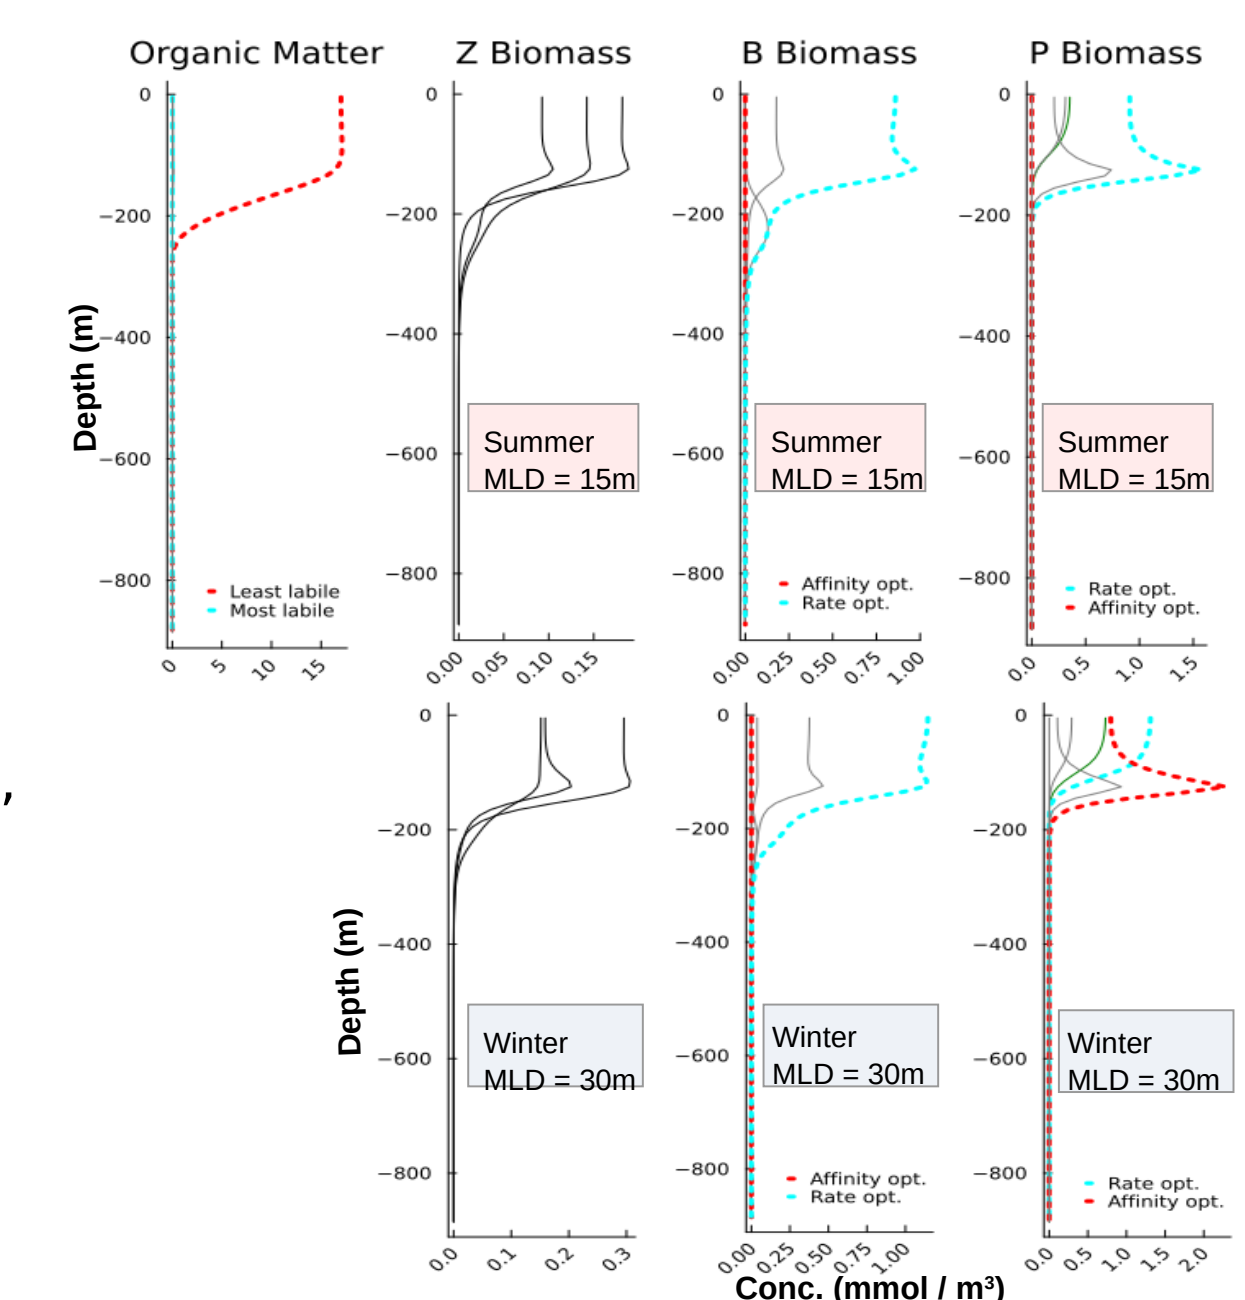 Organic Matter
Z Biomass
B Biomass
P Biomass
Depth (m)
0
−200
−400
−600
−800
Least labile
Most labile
0
5
10
15
0
−200
−400
−600
−800
Summer
MLD = 15m
0.00
0.05
0.10
0.15
0
−200
−400
−600
−800
Summer
MLD = 15m
Affinity opt.
Rate opt.
0.00
0.25
0.50
0.75
1.00
0
−200
−400
−600
−800
Summer
MLD = 15m
Rate opt.
Affinity opt.
0.0
0.5
1.0
1.5
,
Depth (m)
0
−200
−400
−600
−800
Winter
MLD = 30m
0.0
0.1
0.2
0.3
0
−200
−400
−600
−800
Winter
MLD = 30m
Affinity opt.
Rate opt.
0.00
0.25
0.50
0.75
1.00
0
−200
−400
−600
−800
Winter
MLD = 30m
Rate opt.
Affinity opt.
0.0
0.5
1.0
1.5
2.0
Conc. (mmol / m³)